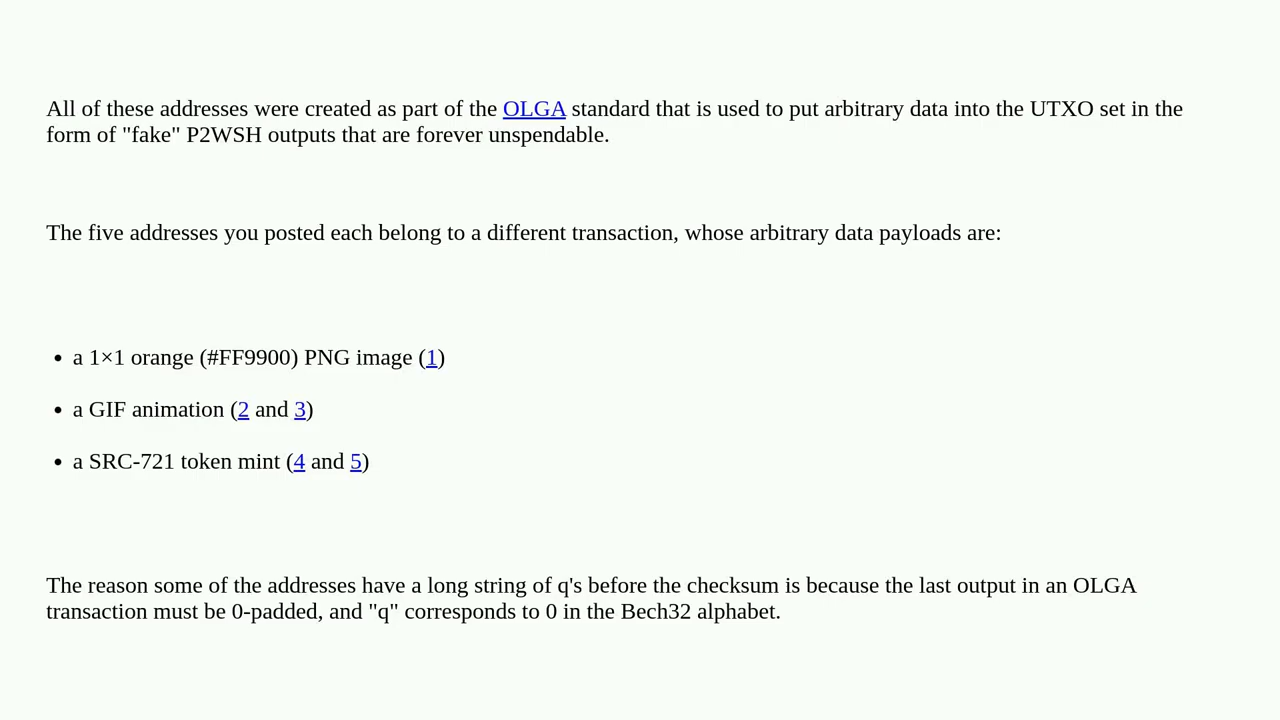 All of these addresses were created as part of the OLGA standard that is used to put arbitrary data into the UTXO set in the
form of "fake" P2WSH outputs that are forever unspendable.
The five addresses you posted each belong to a different transaction, whose arbitrary data payloads are:
• a 1×1 orange (#FF9900) PNG image (1)
• a GIF animation (2 and 3)
• a SRC-721 token mint (4 and 5)
The reason some of the addresses have a long string of q's before the checksum is because the last output in an OLGA
transaction must be 0-padded, and "q" corresponds to 0 in the Bech32 alphabet.